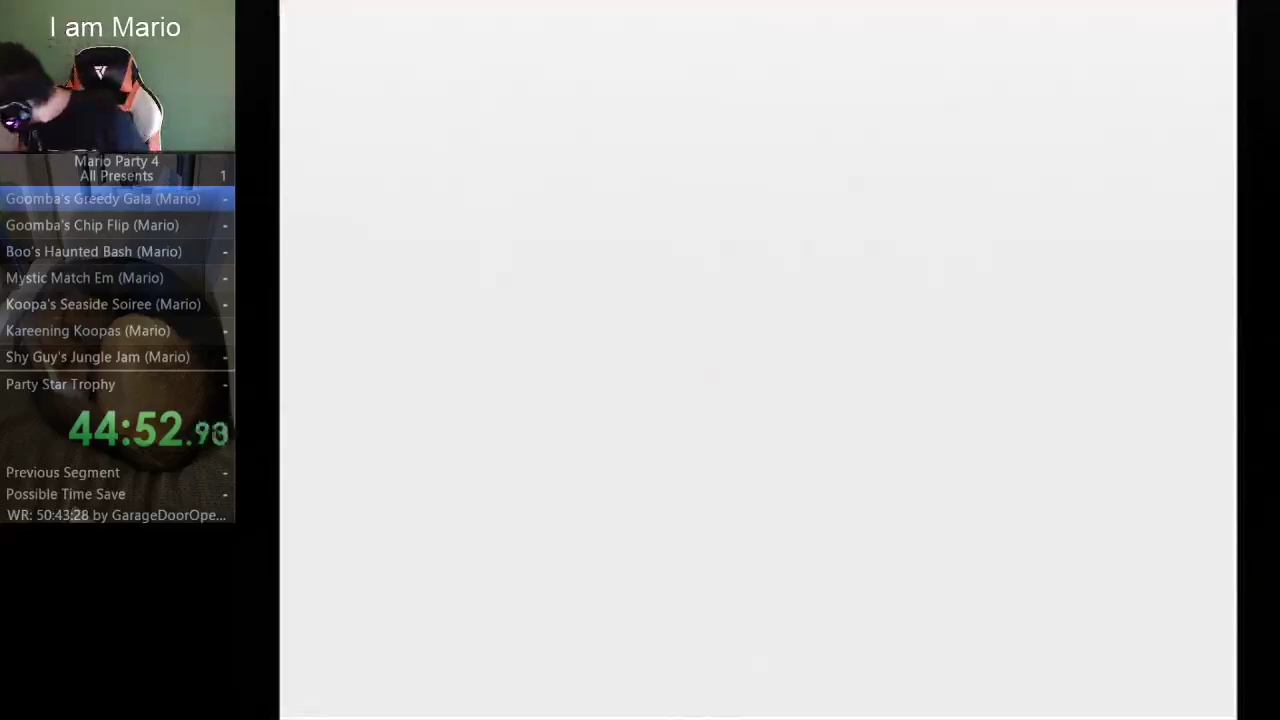 I am Mario
Mario Party 4
All Presents 1
Goomba's Greedy Gala (Mario) -
Goomba's Chip Flip (Mario) -
Boo's Haunted Bash (Mario) -
Mystic Match Em (Mario) -
Koopa's Seaside Soiree (Mario) -
Kareening Koopas (Mario) -
Shy Guy's Jungle Jam (Mario) -
Party Star Trophy -
44:52
Previous Segment -
Possible Time Save -
WR: 50:43:28 by GarageDoorOpe...